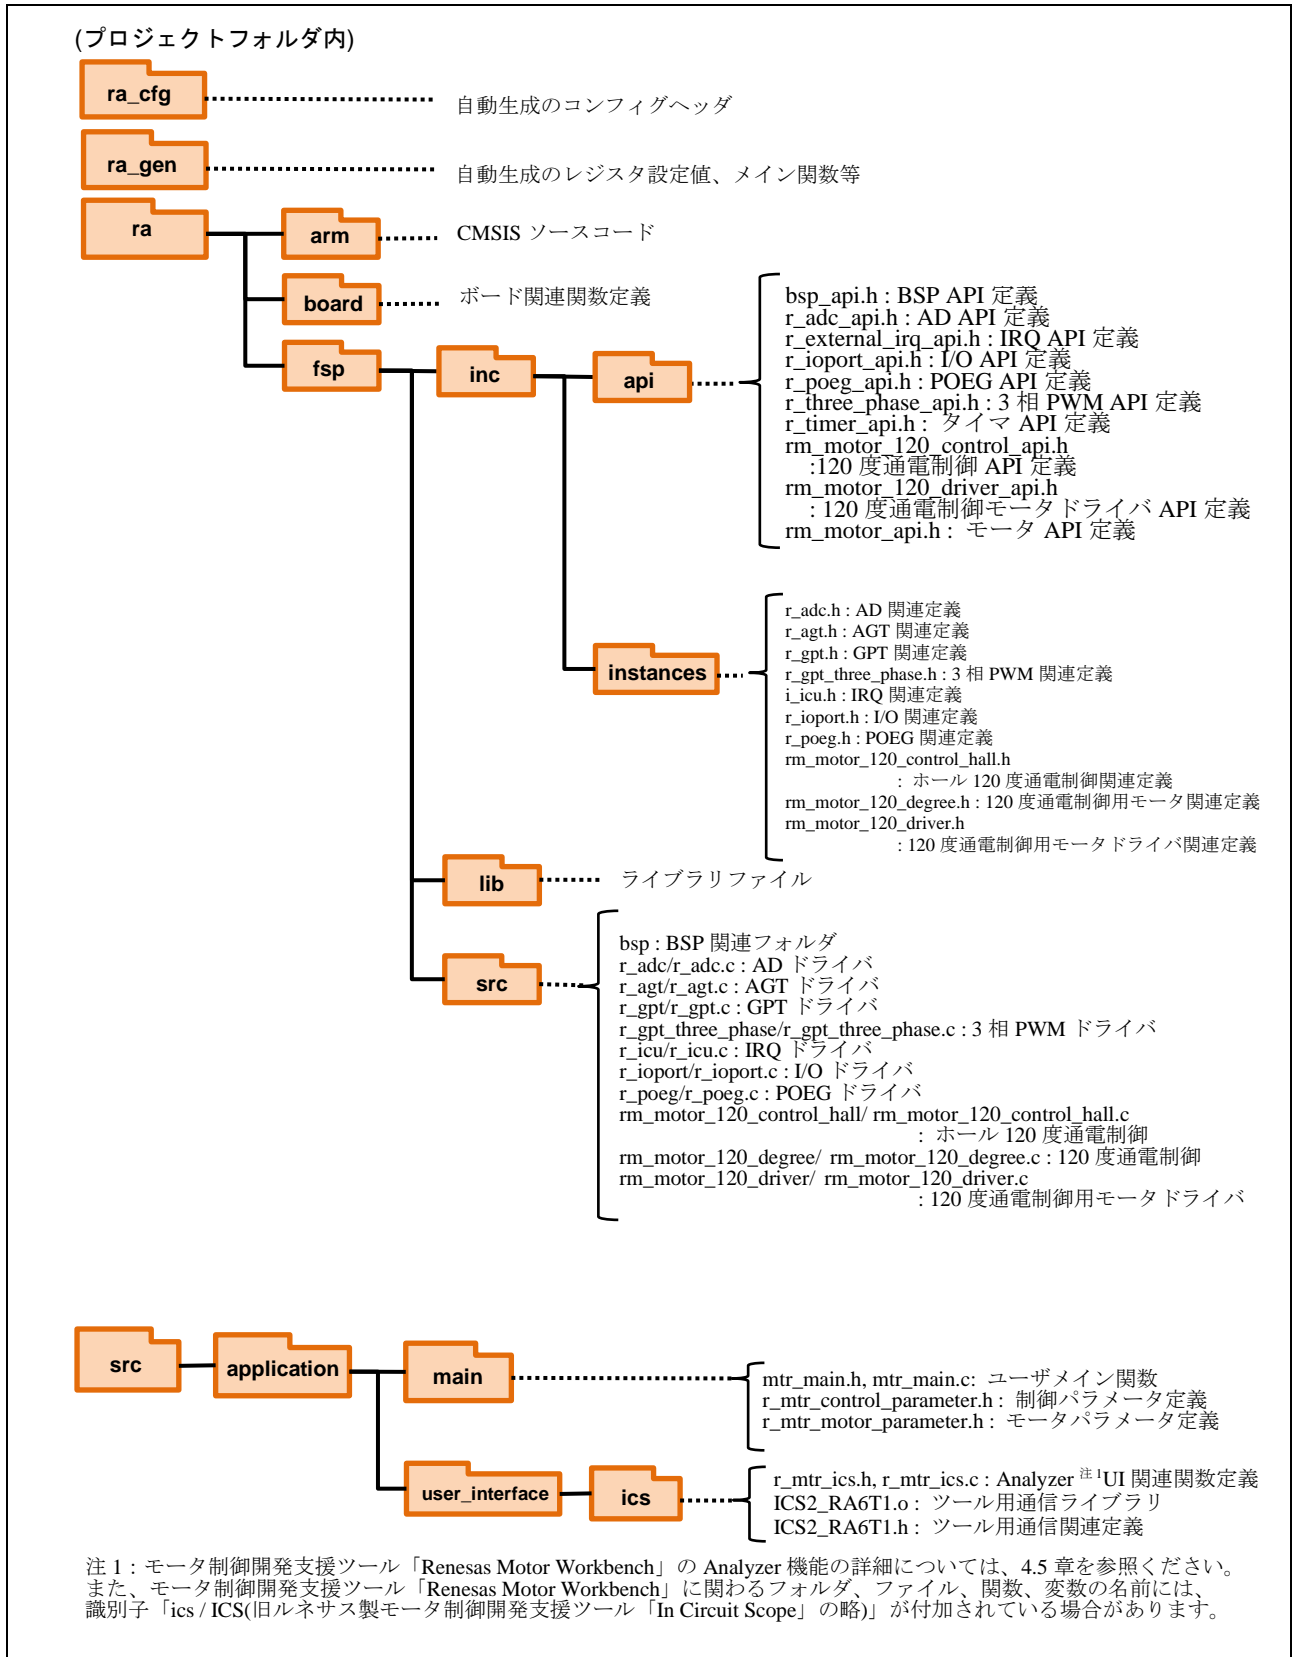 (プロジェクトフォルダ内)
ra_cfg
自動生成のコンフィグヘッダ
ra_gen
自動生成のレジスタ設定値、メイン関数等
ra
arm
CMSIS ソースコード
board
ボード関連関数定義
fsp
inc
api
bsp_api.h : BSP API 定義
r_adc_api.h : AD API 定義
r_external_irq_api.h : IRQ API 定義
r_ioport_api.h : I/O API 定義
r_poeg_api.h : POEG API 定義
r_three_phase_api.h : 3 相 PWM API 定義
r_timer_api.h : タイマ API 定義
rm_motor_120_control_api.h
:120 度通電制御 API 定義
rm_motor_120_driver_api.h
: 120 度通電制御モータドライバ API 定義
rm_motor_api.h : モータ API 定義
instances
r_adc.h : AD 関連定義
r_agt.h : AGT 関連定義
r_gpt.h : GPT 関連定義
r_gpt_three_phase.h : 3 相 PWM 関連定義
i_icu.h : IRQ 関連定義
r_ioport.h : I/O 関連定義
r_poeg.h : POEG 関連定義
rm_motor_120_control_hall.h
: ホール 120 度通電制御関連定義
rm_motor_120_degree.h : 120 度通電制御用モータ関連定義
rm_motor_120_driver.h
: 120 度通電制御用モータドライバ関連定義
lib
ライブラリファイル
src
bsp : BSP 関連フォルダ
r_adc/r_adc.c : AD ドライバ
r_agt/r_agt.c : AGT ドライバ
r_gpt/r_gpt.c : GPT ドライバ
r_gpt_three_phase/r_gpt_three_phase.c : 3 相 PWM ドライバ
r_icu/r_icu.c : IRQ ドライバ
r_ioport/r_ioport.c : I/O ドライバ
r_poeg/r_poeg.c : POEG ドライバ
rm_motor_120_control_hall/ rm_motor_120_control_hall.c
: ホール 120 度通電制御
rm_motor_120_degree/ rm_motor_120_degree.c : 120 度通電制御
rm_motor_120_driver/ rm_motor_120_driver.c
: 120 度通電制御用モータドライバ
src
application
main
mtr_main.h, mtr_main.c: ユーザメイン関数
r_mtr_control_parameter.h : 制御パラメータ定義
r_mtr_motor_parameter.h : モータパラメータ定義
user_interface
ics
r_mtr_ics.h, r_mtr_ics.c : Analyzer 注1UI 関連関数定義
ICS2_RA6T1.o : ツール用通信ライブラリ
ICS2_RA6T1.h : ツール用通信関連定義
注 1：モータ制御開発支援ツール「Renesas Motor Workbench」の Analyzer 機能の詳細については、4.5 章を参照ください。
また、モータ制御開発支援ツール「Renesas Motor Workbench」に関わるフォルダ、ファイル、関数、変数の名前には、
識別子「ics / ICS(旧ルネサス製モータ制御開発支援ツール「In Circuit Scope」の略)」が付加されている場合があります。